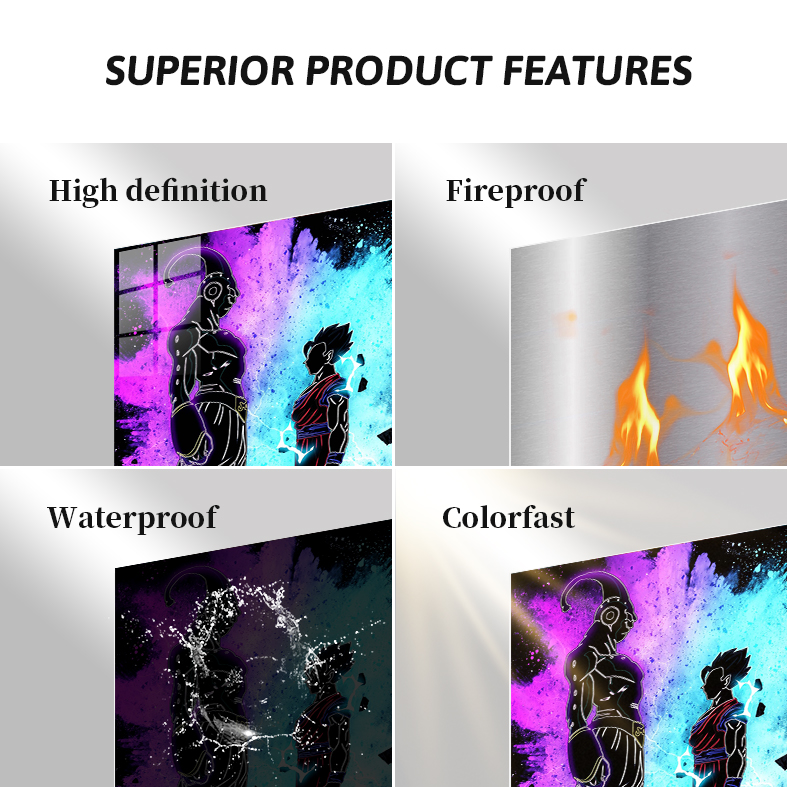 SUPERIOR PRODUCT FEATURES
High definition
Fireproof
Waterproof
Colorfast